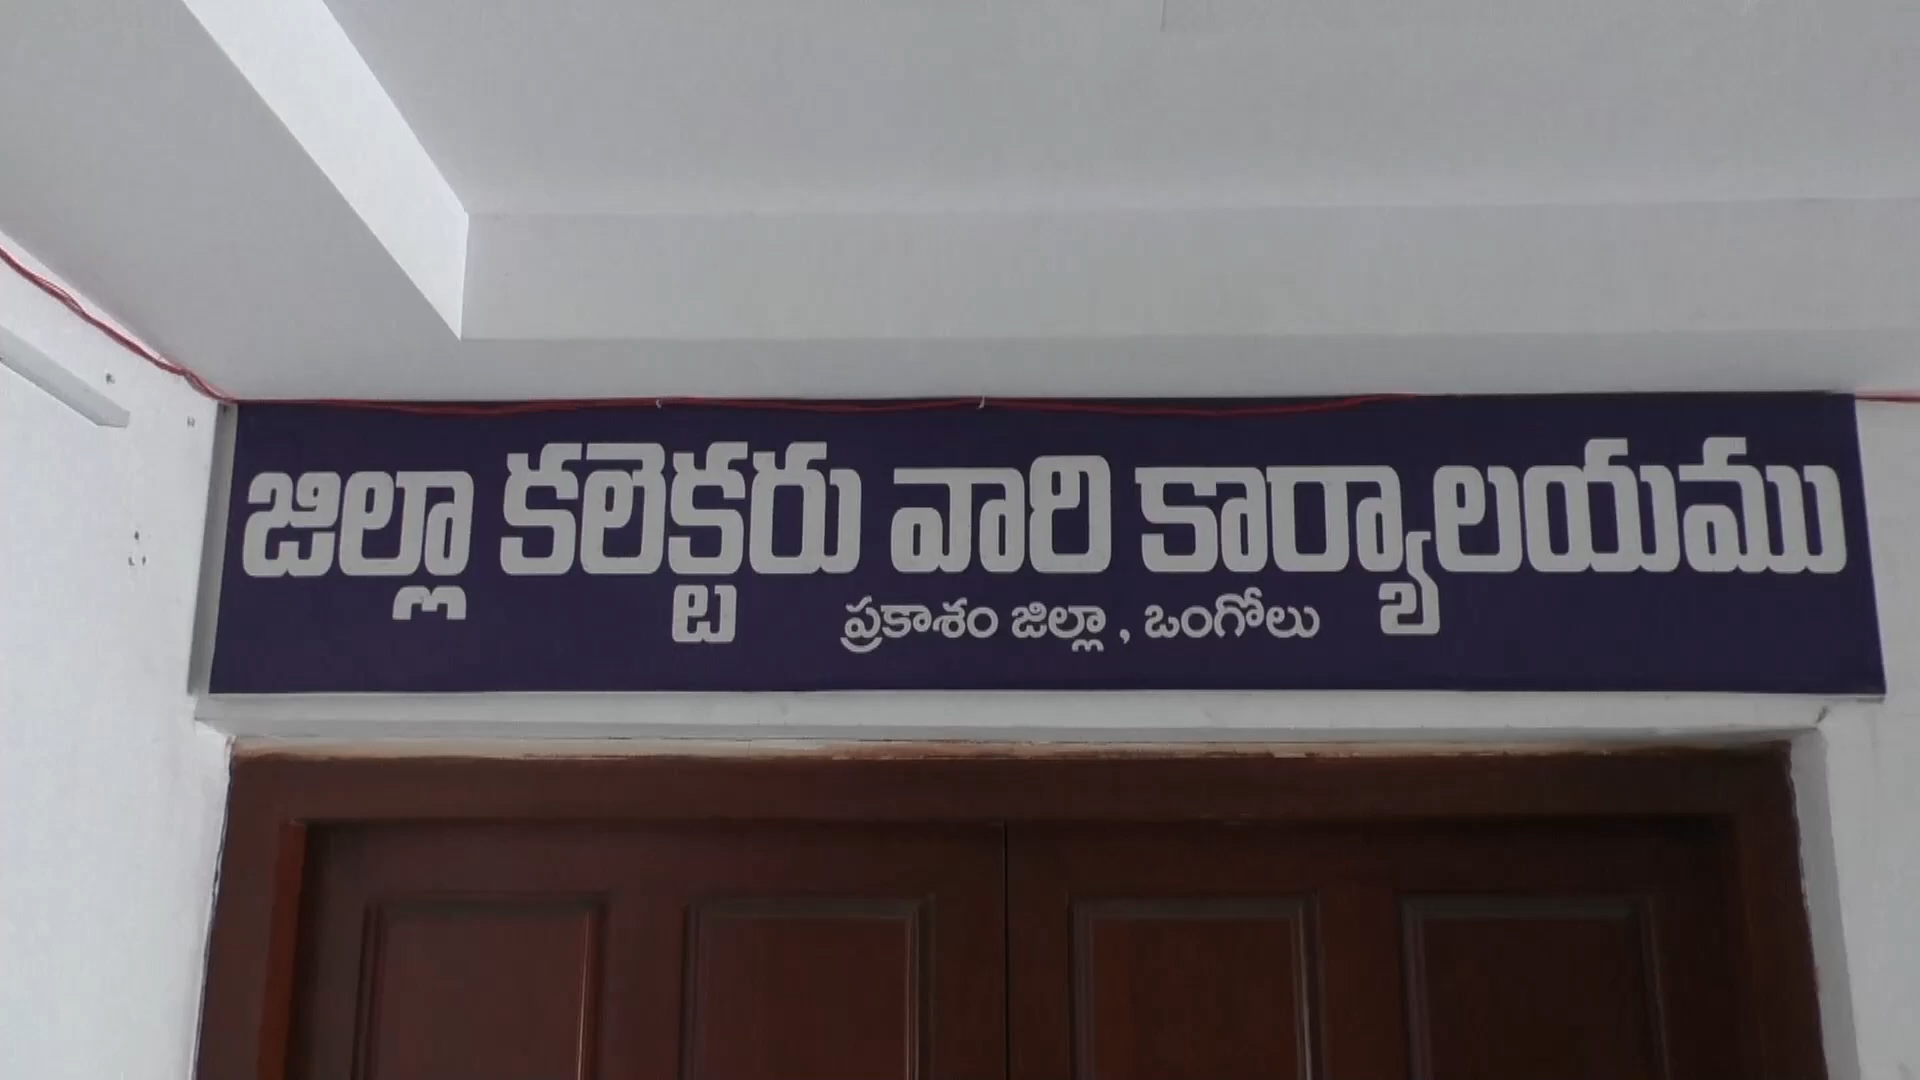 జిల్లా కలెక్టరు వారి కార్యాలయము
ప్రకాశం జిల్లా , ఒంగోలు